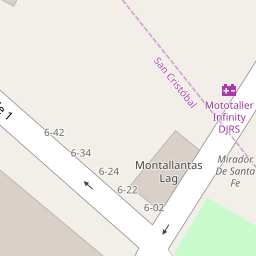 San Cristóbal
Mototaller
Infinity
DJRS
6-42
6-34
6-24
6-22
6-02
Montallantas
Lag
Mirador
De Santa
Fe
1